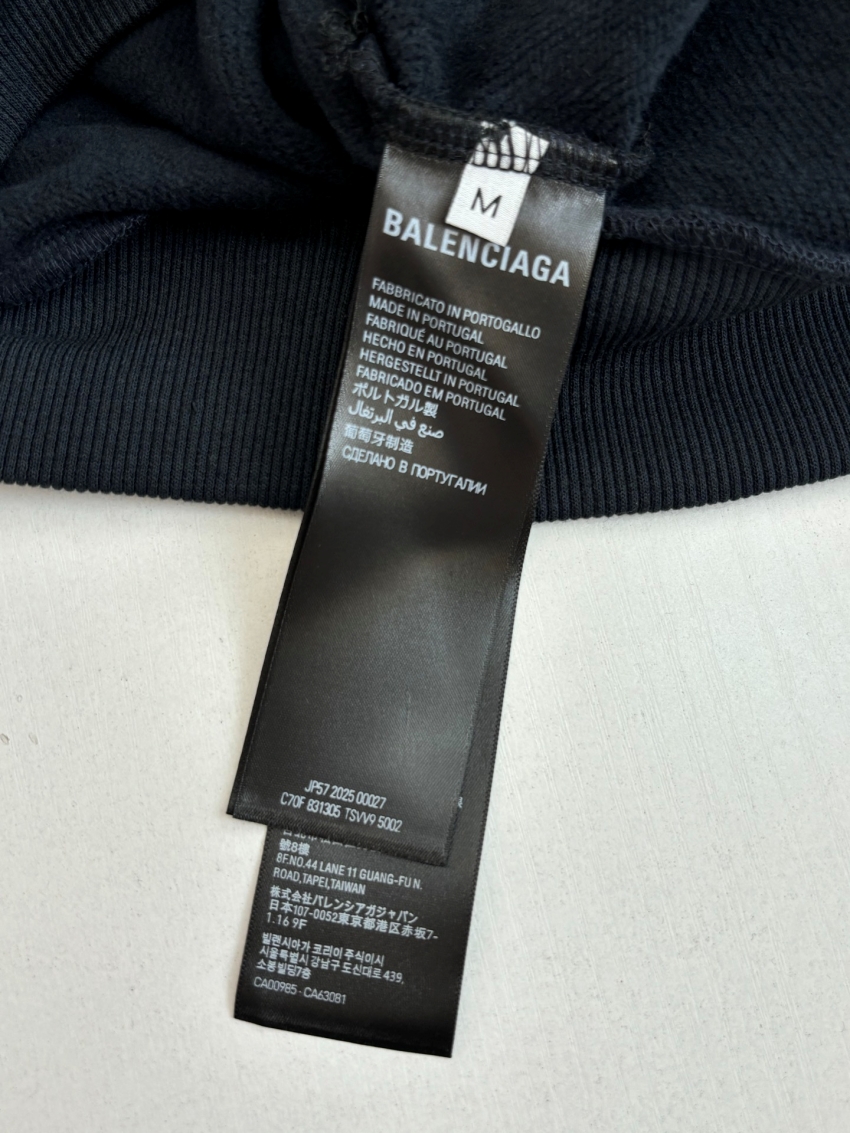 M
BALENCIAGA
FABBRICATO IN PORTOGALLO
MADE IN PORTUGAL
FABRIQUÉ AU PORTUGAL
HECHO EN PORTUGAL
HERGESTELLT IN PORTUGAL
FABRICADO EM PORTUGAL
ポルトガル製
صنع في البرتغال
葡萄牙制造
СДЕЛАНО В ПОРТУГАЛИИ
JP57 2025 00027
C70F 831305 TSVV9 5002
號8樓
8F.NO.44 LANE 11 GUANG-FU N.
ROAD,TAPEI,TAIWAN
株式会社バレンシアガジャパン
日本107-0052東京都港区赤坂7-
1.16 9F
발렌시아가 코리아 주식이시
시울특별시 강남구 도신대로 439,
소봉빌딩7층
CA00985 - CA63081